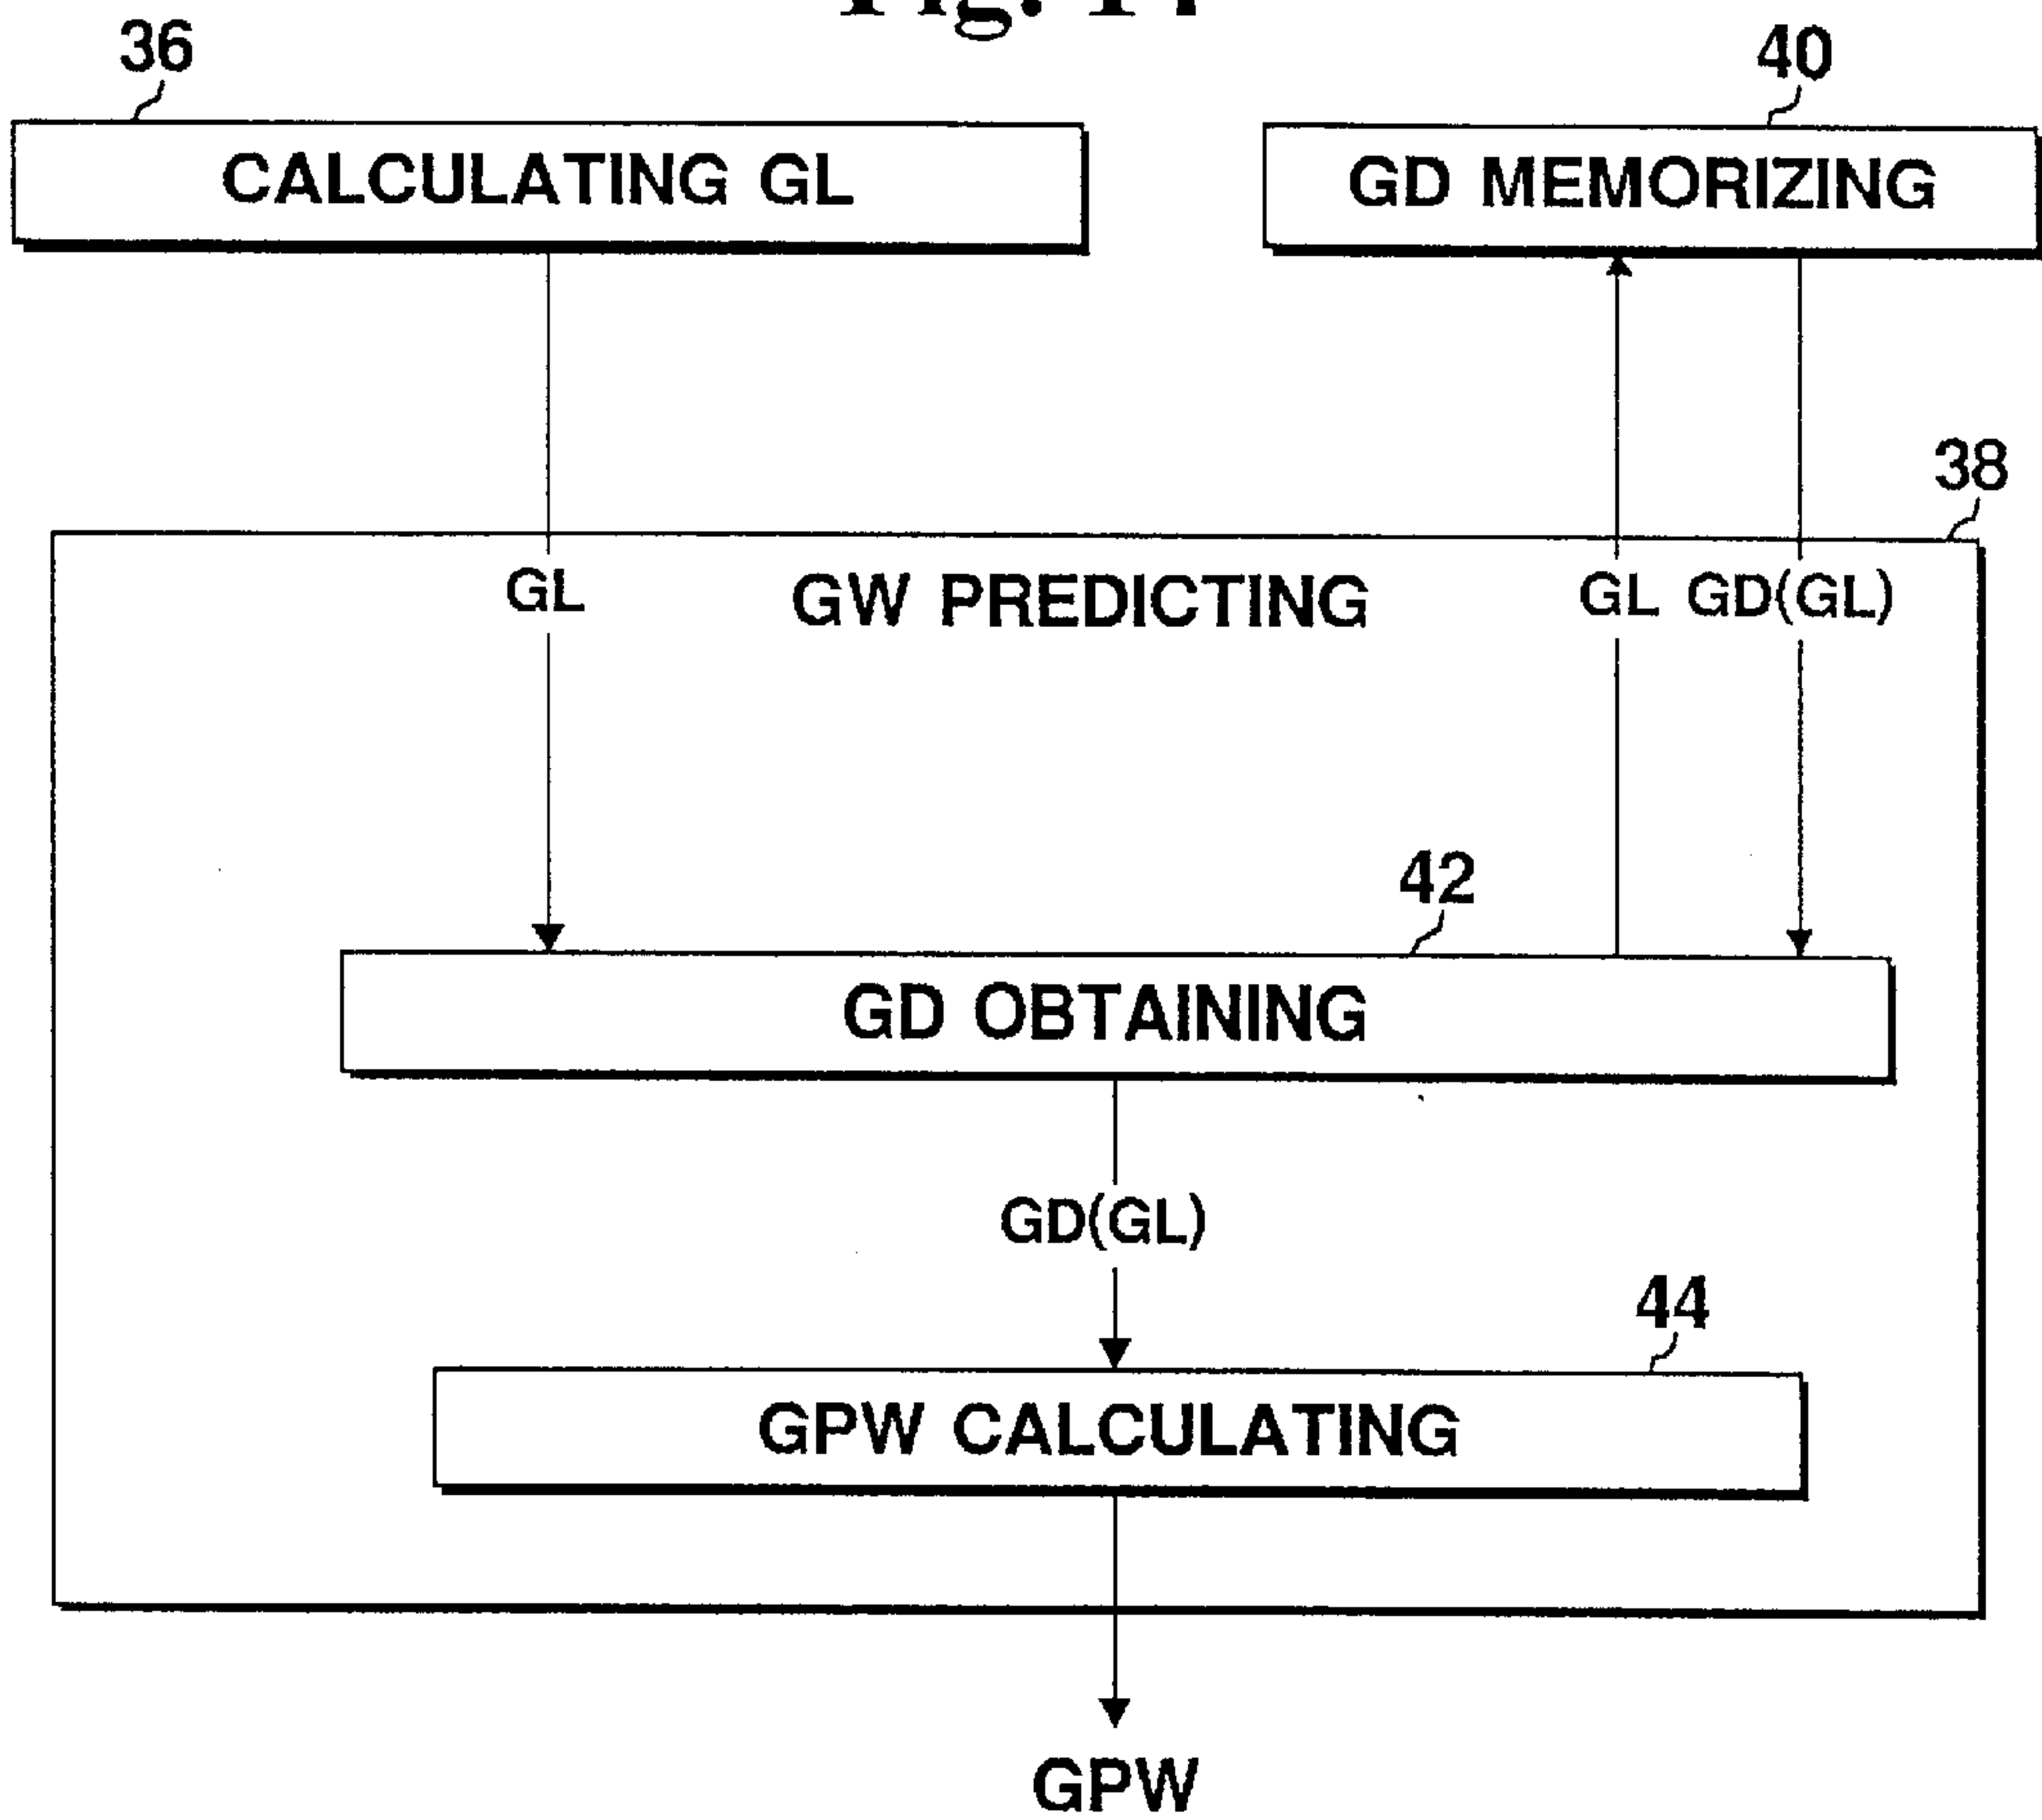 36
40
CALCULATING GL
GD MEMORIZING
38
GL
GW PREDICTING
GL GD(GL)
42
GD OBTAINING
GD(GL)
44
GPW CALCULATING
GPW